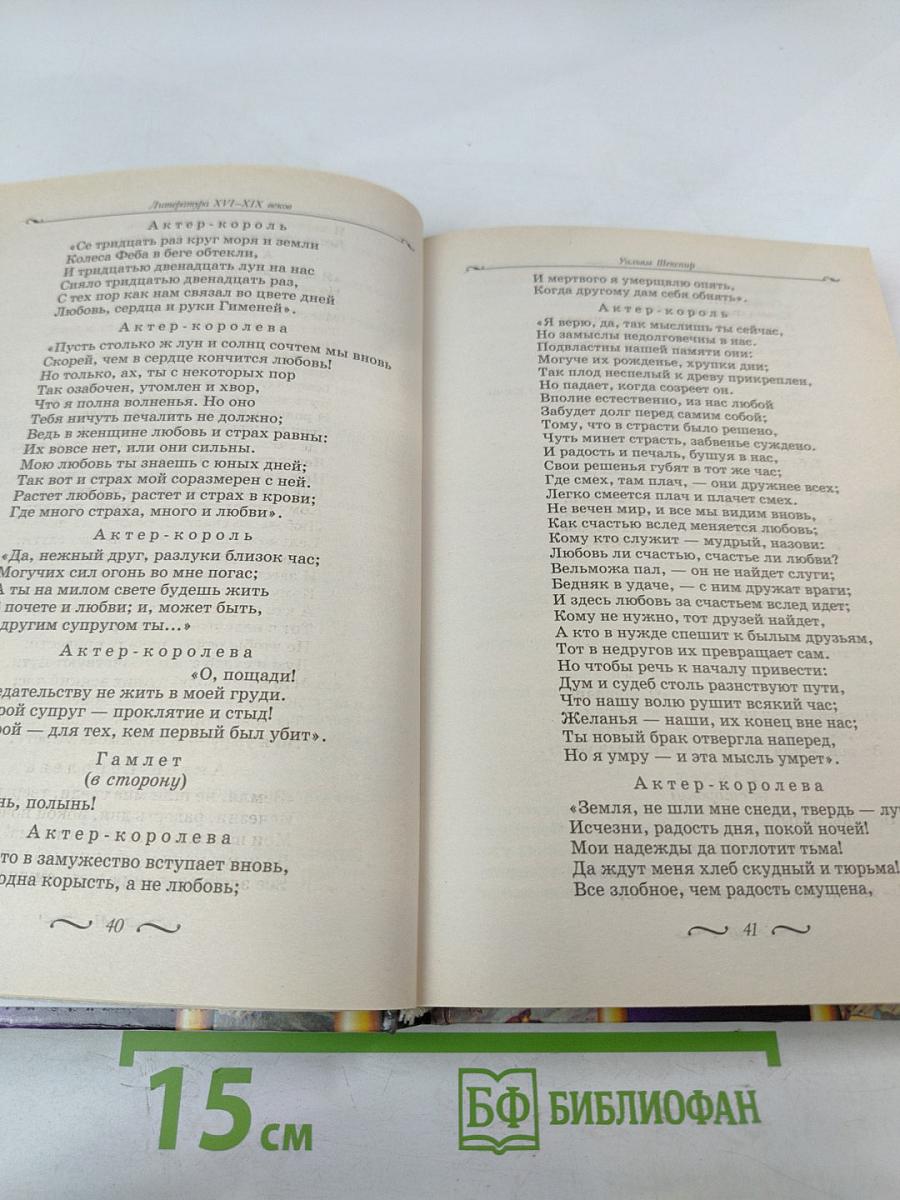 Литература XVI–XIX веков
Актер-король
«Се тридцать раз круг моря и земли
Колеса Феба в беге обтекли,
И тридцатью двенадцать лун на нас
Сияло тридцатью двенадцать раз,
С тех пор как нам связал во цвете дней
Любовь, сердца и руки Гименей».
Актер-королева
«Пусть столько ж лун и солнц сочтем мы вновь
Скорей, чем в сердце кончится любовь!
Но только, ах, ты с некоторых пор
Так озабочен, утомлен и хвор,
Что я полна волненья. Но оно
Тебя ничуть печалить не должно;
Ведь в женщине любовь и страх равны:
Их вовсе нет, или они сильны.
Мою любовь ты знаешь с юных дней;
Так вот и страх мой соразмерен с ней.
Растет любовь, растет и страх в крови;
Где много страха, много и любви».
Актер-король
«Да, нежный друг, разлуки близок час;
Могучих сил огонь во мне погас;
А ты на милом свете будешь жить
почете и любви; и, может быть,
другим супругом ты...»
Актер-королева
«О, пощади!
едательству не жить в моей груди.
рой супруг — проклятие и стыд!
рой — для тех, кем первый был убит».
Гамлет
(в сторону)
нь, полынь!
Актер-королева
то в замужество вступает вновь,
одна корысть, а не любовь;
40
Уильям Шекспир
И мертвого я умерщвлю опять,
Когда другому дам себя обнять».
Актер-король
«Я верю, да, так мыслишь ты сейчас,
Но замыслы недолговечны в нас.
Подвластны нашей памяти они:
Могуче их рожденье, хрупки дни;
Так плод неспелый к древу прикреплен,
Но падает, когда созреет он.
Вполне естественно, из нас любой
Забудет долг перед самим собой;
Тому, что в страсти было решено,
Чуть минет страсть, забвенье суждено.
И радость и печаль, бушуя в нас,
Свои решенья губят в тот же час;
Где смех, там плач, — они дружнее всех;
Легко смеется плач и плачет смех.
Не вечен мир, и все мы видим вновь,
Как счастью вслед меняется любовь;
Кому кто служит — мудрый, назови:
Любовь ли счастью, счастье ли любви?
Вельможа пал, — он не найдет слуги;
Бедняк в удаче, — с ним дружат враги;
И здесь любовь за счастьем вслед идет;
Кому не нужно, тот друзей найдет,
А кто в нужде спешит к былым друзьям,
Тот в недругов их превращает сам.
Но чтобы речь к началу привести:
Дум и судеб столь разнствуют пути,
Что нашу волю рушит всякий час;
Желанья — наши, их конец вне нас;
Ты новый брак отвергла наперед,
Но я умру — и эта мысль умрет».
Актер-королева
«Земля, не шли мне снеди, твердь — лу
Исчезни, радость дня, покой ночей!
Мои надежды да поглотит тьма!
Да ждут меня хлеб скудный и тюрьма!
Все злобное, чем радость смущена,
41
15 см
БФ БИБЛИОФАН